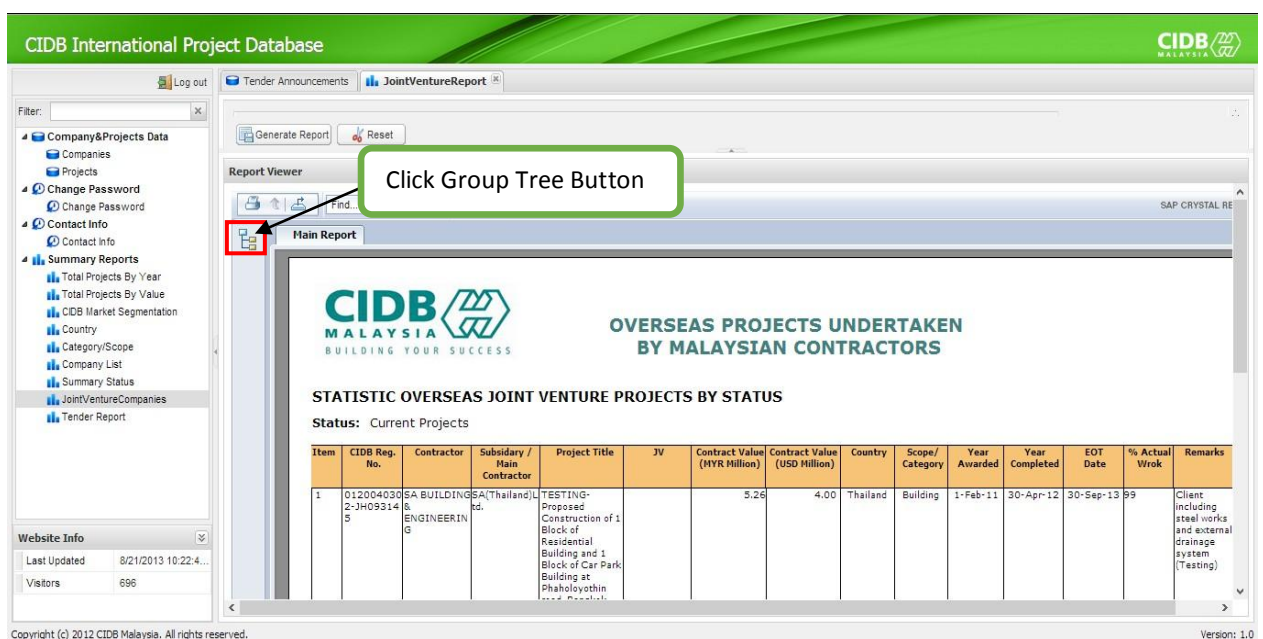 CIDB International Project Database
CIDB
MALAYSIA
Log out
Tender Announcements
JointVentureReport
Filter:
Company&Projects Data
Companies
Projects
Change Password
Change Password
Contact Info
Contact Info
Summary Reports
Total Projects By Year
Total Projects By Value
CIDB Market Segmentation
Country
Category/Scope
Company List
Summary Status
JointVentureCompanies
Tender Report
Website Info
Last Updated 8/21/2013 10:22:4...
Visitors 696
Generate Report Reset
Report Viewer
Click Group Tree Button
Find...
SAP CRYSTAL RE
Main Report
CIDB
MALAYSIA
BUILDING YOUR SUCCESS
OVERSEAS PROJECTS UNDERTAKEN
BY MALAYSIAN CONTRACTORS
STATISTIC OVERSEAS JOINT VENTURE PROJECTS BY STATUS
Status: Current Projects
Item CIDB Reg. Contractor Subsidary / Project Title JV Contract Value Contract Value Country Scope/ Year Year EOT % Actual Remarks
No. Main (MYR Million) (USD Million) Category Awarded Completed Date Wrok
Contractor
1 012004030 SA BUILDING SA(Thailand)L TESTING- 5.26 4.00 Thailand Building 1-Feb-11 30-Apr-12 30-Sep-13 99 Client
2-JH09314 & td. Proposed including
5 ENGINEERIN Construction of 1 steel works
G Block of and external
Residential drainage
Building and 1 system
Block of Car Park (Testing)
Building at
Phaholoyothin
Copyright (c) 2012 CIDB Malaysia. All rights reserved.
Version: 1.0